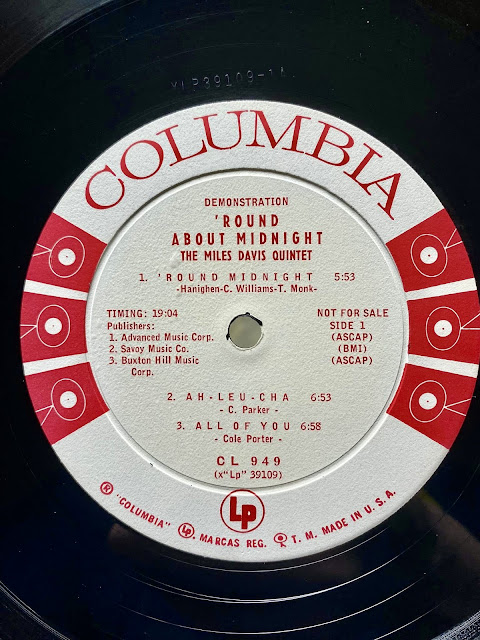 XLP39109-1A
COLUMBIA
DEMONSTRATION
'ROUND
ABOUT MIDNIGHT
THE MILES DAVIS QUINTET
1. 'ROUND MIDNIGHT 5:53
-Hanighen-C. Williams-T. Monk-
TIMING: 19:04 NOT FOR SALE
Publishers: SIDE 1
1. Advanced Music Corp. (ASCAP)
2. Savoy Music Co. (BMI)
3. Buxton Hill Music (ASCAP)
Corp.
2. AH-LEU-CHA 6:53
- C. Parker -
3. ALL OF YOU 6:58
- Cole Porter -
CL 949
(x"Lp" 39109)
Lp
® "COLUMBIA" Lp. MARCAS REG. T. M. MADE IN U.S.A.